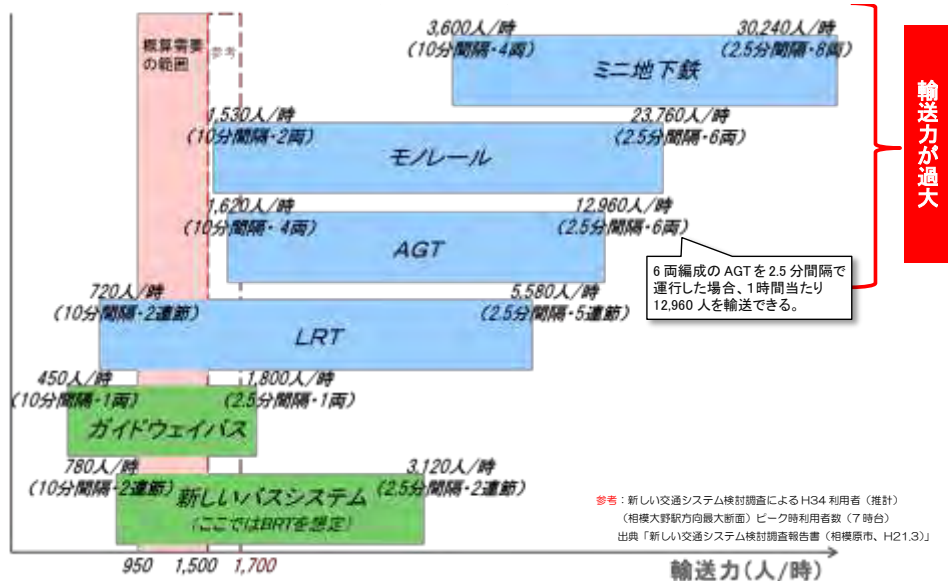 概算需要
の範囲
参考
3,600人/時
(10分間隔・4両)
30,240人/時
(2.5分間隔・8両)
ミニ地下鉄
輸送力が過大
1,530人/時
(10分間隔・2両)
23,760人/時
(2.5分間隔・6両)
モノレール
1,620人/時
(10分間隔・4両)
12,960人/時
(2.5分間隔・6両)
AGT
6両編成のAGTを2.5分間隔で
運行した場合、1時間当たり
12,960人を輸送できる。
720人/時
(10分間隔・2連節)
5,580人/時
(2.5分間隔・5連節)
LRT
450人/時
(10分間隔・1両)
1,800人/時
(2.5分間隔・1両)
ガイドウェイバス
780人/時
(10分間隔・2連節)
3,120人/時
(2.5分間隔・2連節)
新しいバスシステム
(ここではBRTを想定)
参考:新しい交通システム検討調査によるH34利用者(推計)
(相模大野駅方向最大断面)ピーク時利用者数(7時台)
出典「新しい交通システム検討調査報告書(相模原市、H21.3)」
950 1,500 1,700
輸送力(人/時)